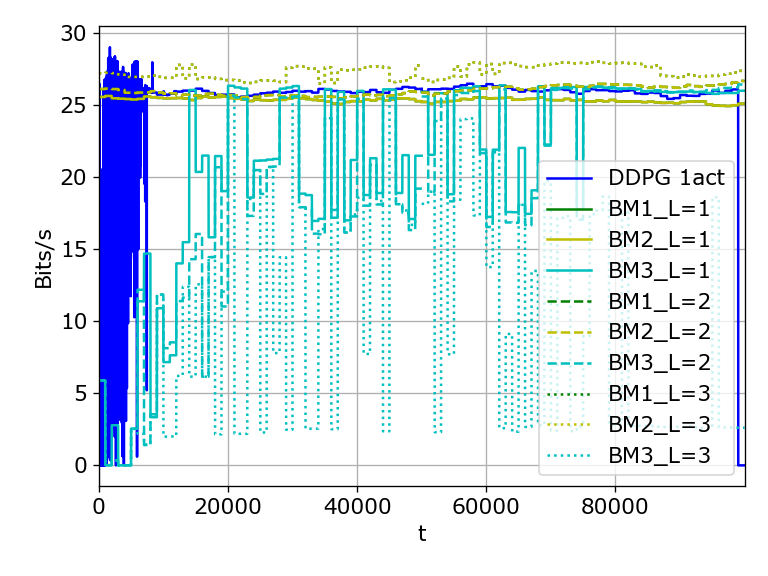 30
25
20
15
10
5
0
Bits/s
0
20000
40000
60000
80000
t
DDPG 1act
BM1_L=1
BM2_L=1
BM3_L=1
BM1_L=2
BM2_L=2
BM3_L=2
BM1_L=3
BM2_L=3
BM3_L=3